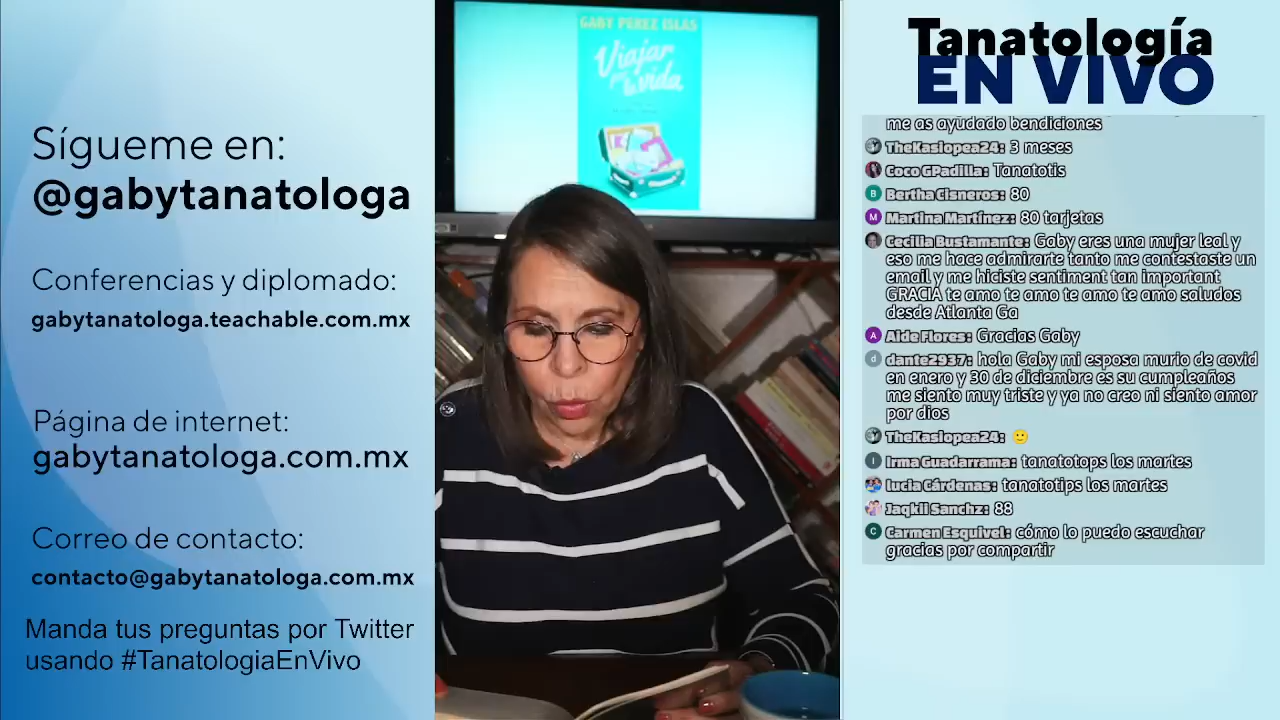 Sígueme en:
@gabytanatologa
Conferencias y diplomado:
gabytanatologa.teachable.com.mx
Página de internet:
gabytanatologa.com.mx
Correo de contacto:
contacto@gabytanatologa.com.mx
Manda tus preguntas por Twitter
usando #TanatologiaEnVivo
GABY PEREZ ISLAS
Viajar
por
la vida
Tanatología
EN VIVO
me as ayudado bendiciones
TheKasiopea24: 3 meses
Coco GPadilla: Tanatotis
Bertha Cisneros: 80
Martina Martínez: 80 tarjetas
Cecilia Bustamante: Gaby eres una mujer leal y
eso me hace admirarte tanto me contestaste un
email y me hiciste sentiment tan important
GRACIA te amo te amo te amo te amo saludos
desde Atlanta Ga
Aide Flores: Gracias Gaby
dante2937: hola Gaby mi esposa murio de covid
en enero y 30 de diciembre es su cumpleaños
me siento muy triste y ya no creo ni siento amor
por dios
TheKasiopea24: 🙂
Irma Guadarrama: tanatotops los martes
lucia Cárdenas: tanatotips los martes
Jaqkii Sanchz: 88
Carmen Esquivel: cómo lo puedo escuchar
gracias por compartir